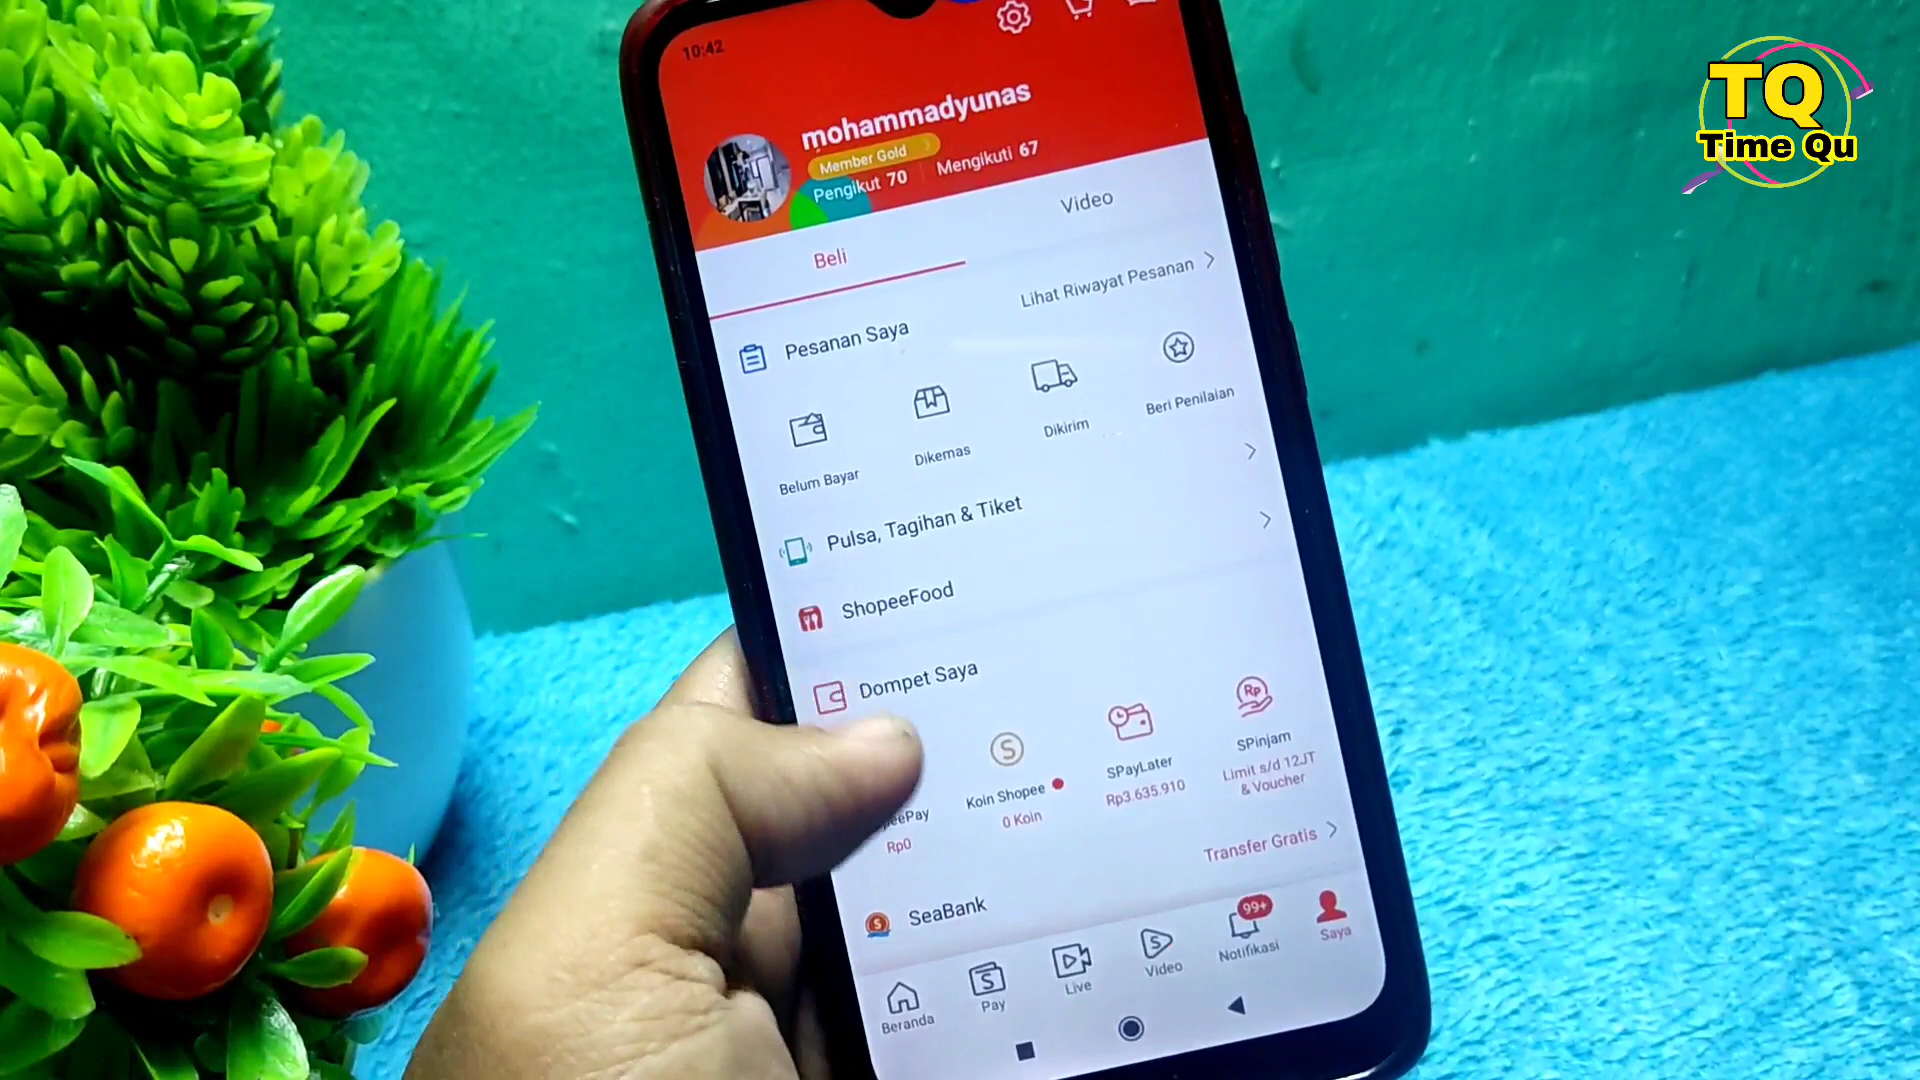 TQ
Time Qu
10:42
mohammadyunas
Member Gold
Pengikut 70
Mengikuti 67
Beli
Video
Pesanan Saya
Lihat Riwayat Pesanan
Belum Bayar
Dikemas
Dikirim
Beri Penilaian
Pulsa, Tagihan & Tiket
ShopeeFood
Dompet Saya
Rp0
S
Koin Shopee
0 Koin
SPayLater
Rp3.635.910
Rp
SPinjam
Limit s/d 12JT
& Voucher
SeaBank
Transfer Gratis
Beranda
Pay
Live
Video
99+
Notifikasi
Saya